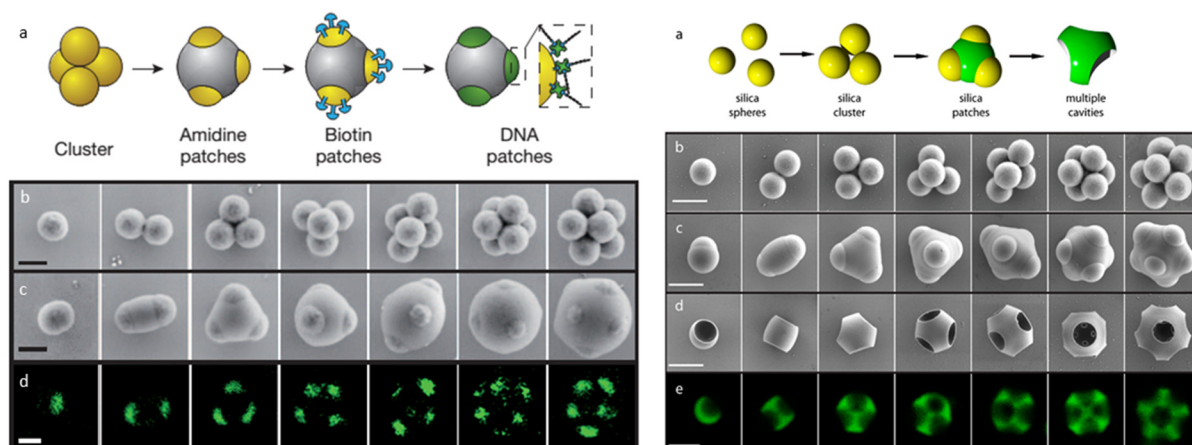 a
Cluster
Amidine
patches
Biotin
patches
DNA
patches
b
c
d
a
silica
spheres
silica
cluster
silica
patches
multiple
cavities
b
c
d
e